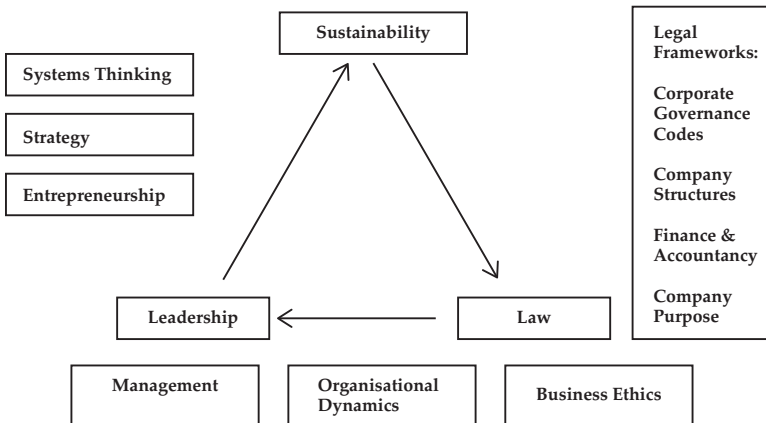 Sustainability
Systems Thinking
Strategy
Entrepreneurship
Leadership
Law
Management
Organisational
Dynamics
Business Ethics
Legal
Frameworks:
Corporate
Governance
Codes
Company
Structures
Finance &
Accountancy
Company
Purpose